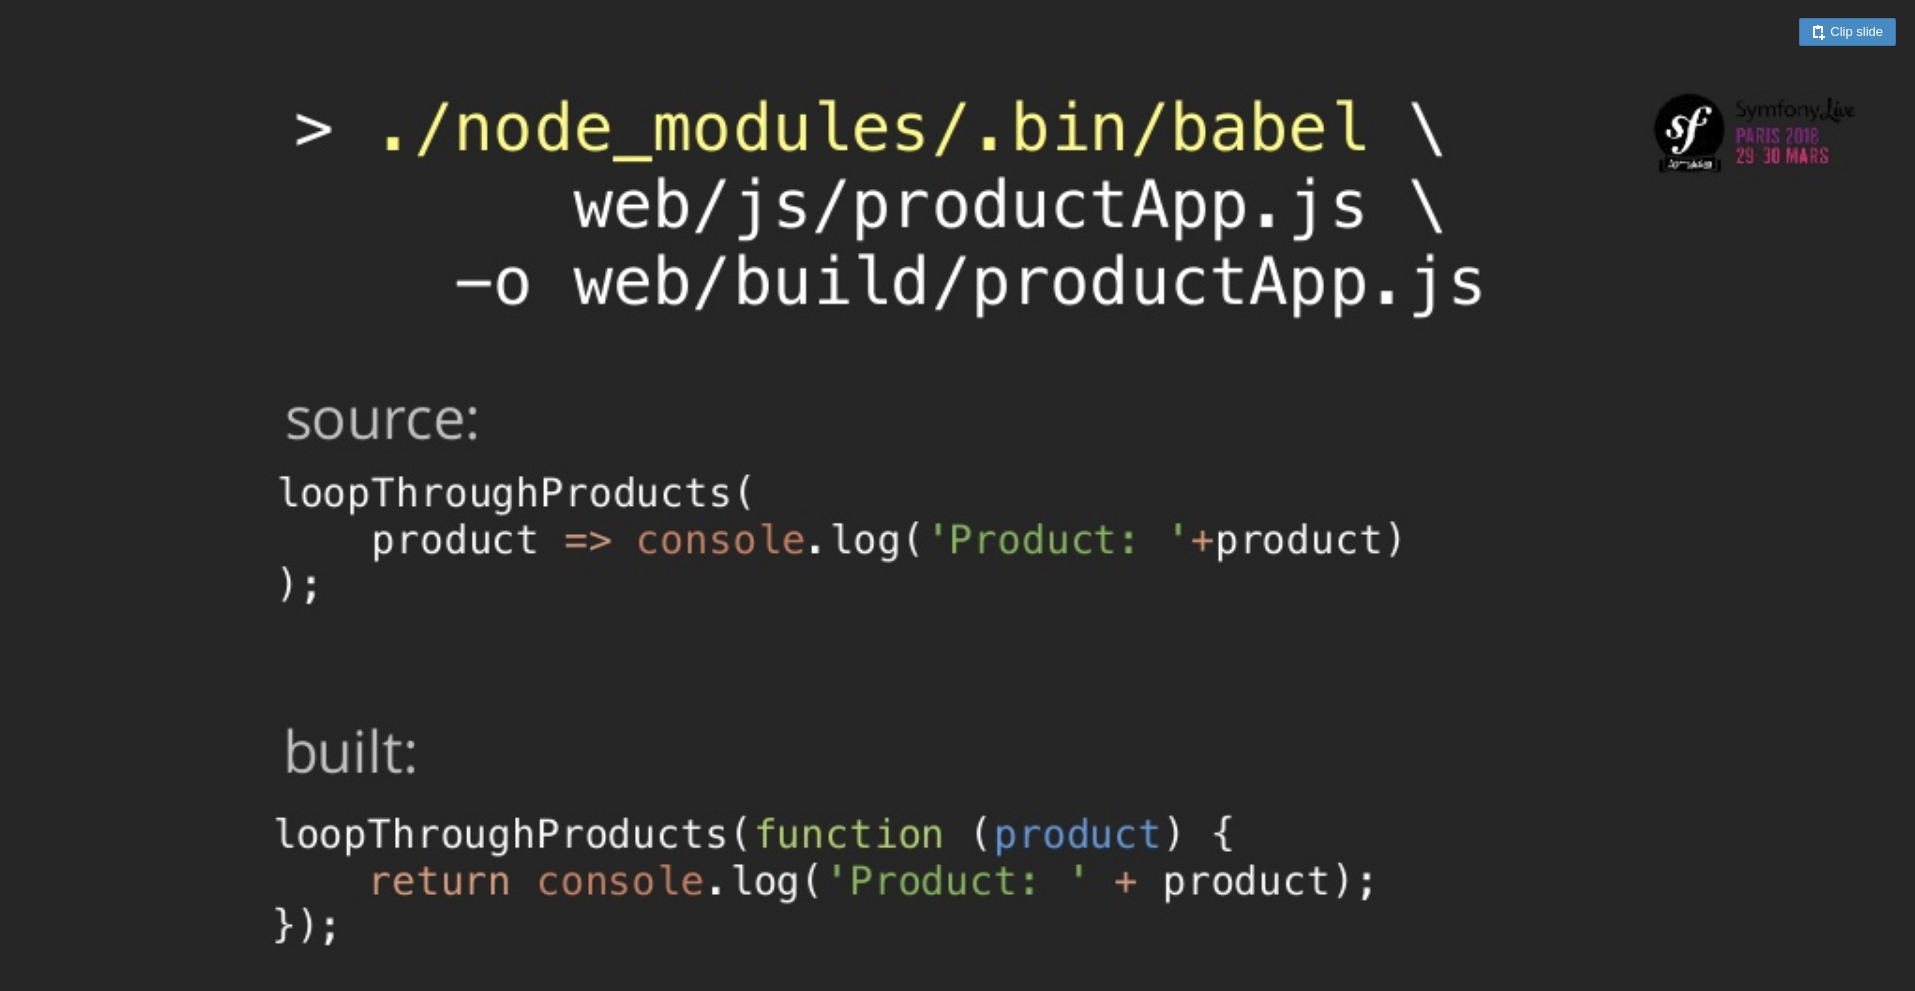 Clip slide
> ./node_modules/.bin/babel \
web/js/productApp.js \
-o web/build/productApp.js
sf
SymfonyLive
PARIS 2018
29-30 MARS
source:
loopThroughProducts(
    product => console.log('Product: '+product)
);
built:
loopThroughProducts(function (product) {
    return console.log('Product: ' + product);
});